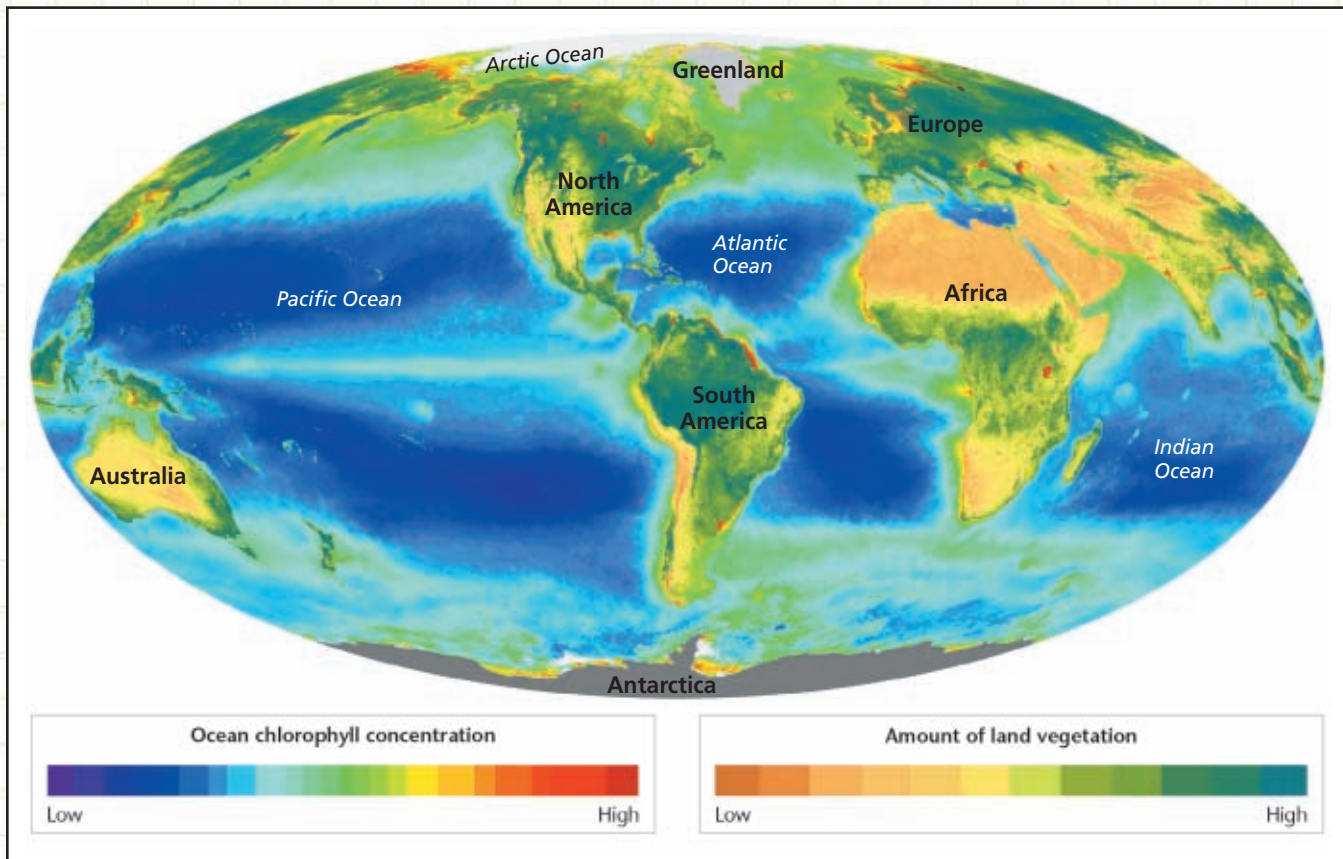 Arctic Ocean
Greenland
Europe
North
America
Atlantic
Ocean
Pacific Ocean
Africa
South
America
Indian
Ocean
Australia
Antarctica
Ocean chlorophyll concentration
Low
High
Amount of land vegetation
Low
High